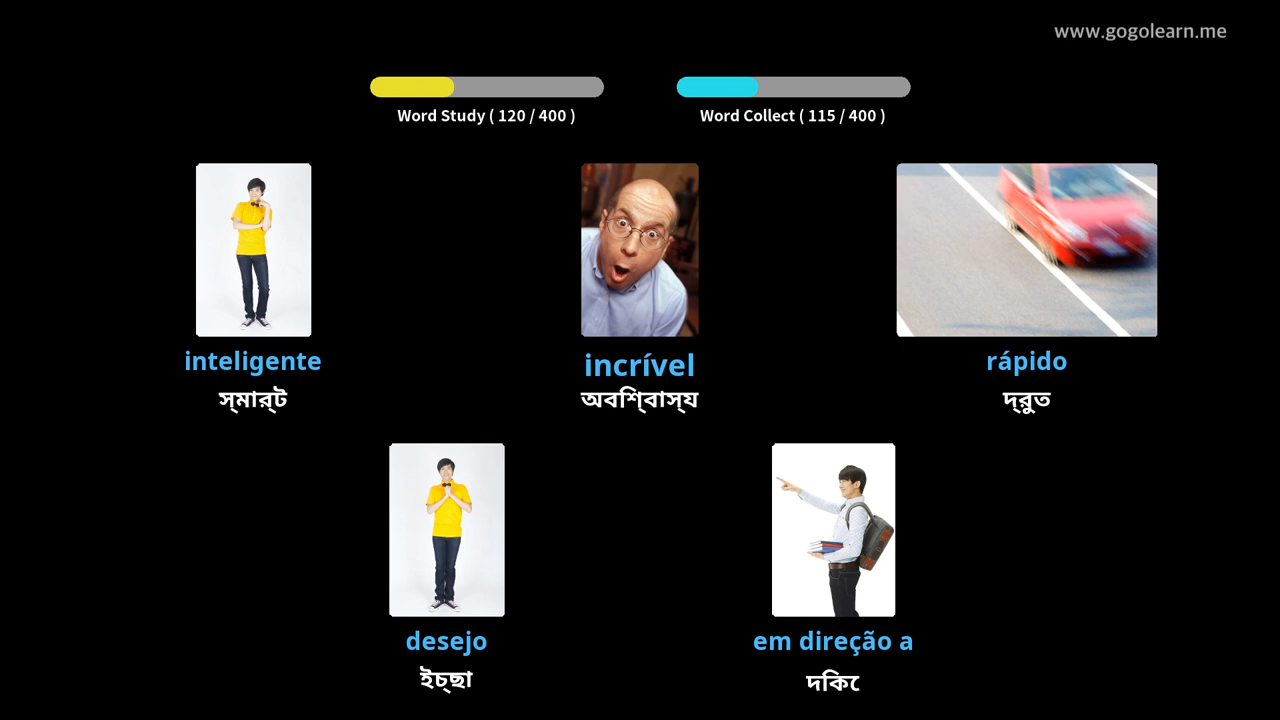 www.gogolearn.me
Word Study ( 120 / 400 )
Word Collect ( 115 / 400 )
inteligente
স্মার্ট
incrível
অবিশ্বাস্য
rápido
দ্রুত
desejo
ইচ্ছা
em direção a
দিকে